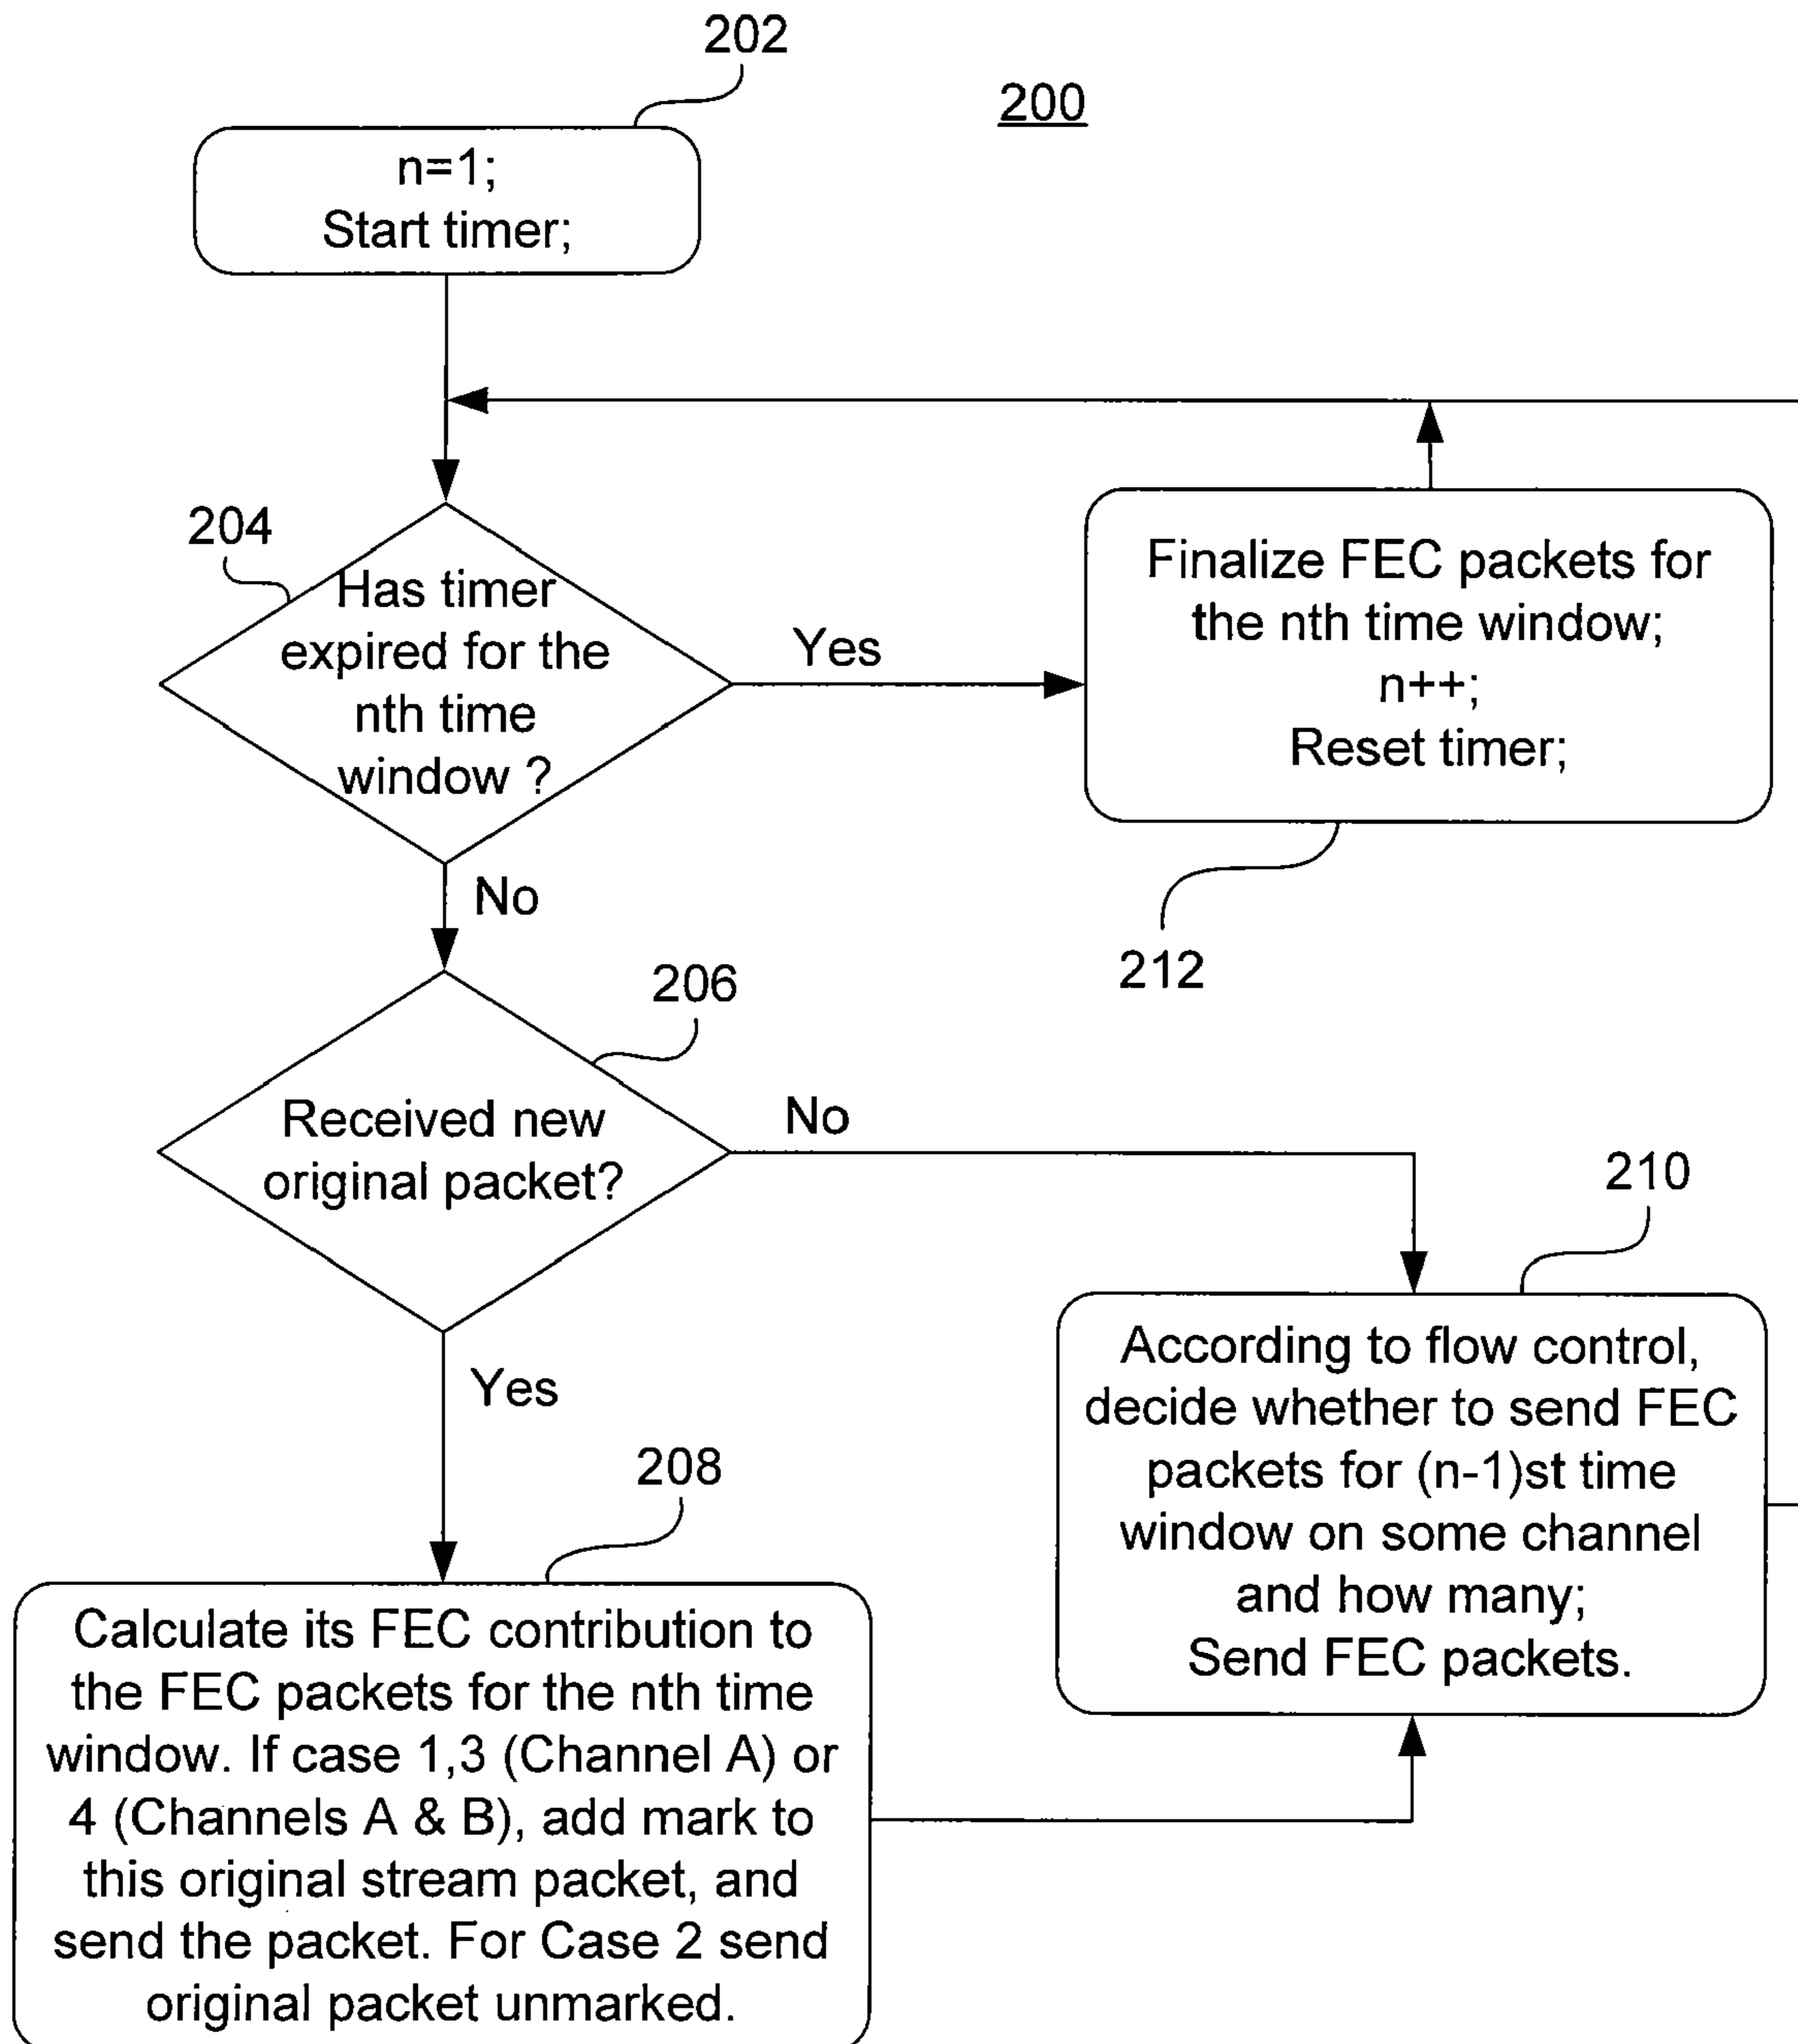 202
200
n=1;
Start timer;
204
Has timer
expired for the
nth time
window ?
Yes
Finalize FEC packets for
the nth time window;
n++;
Reset timer;
No
212
206
Received new
original packet?
No
210
Yes
According to flow control,
decide whether to send FEC
packets for (n-1)st time
window on some channel
and how many;
Send FEC packets.
208
Calculate its FEC contribution to
the FEC packets for the nth time
window. If case 1,3 (Channel A) or
4 (Channels A & B), add mark to
this original stream packet, and
send the packet. For Case 2 send
original packet unmarked.